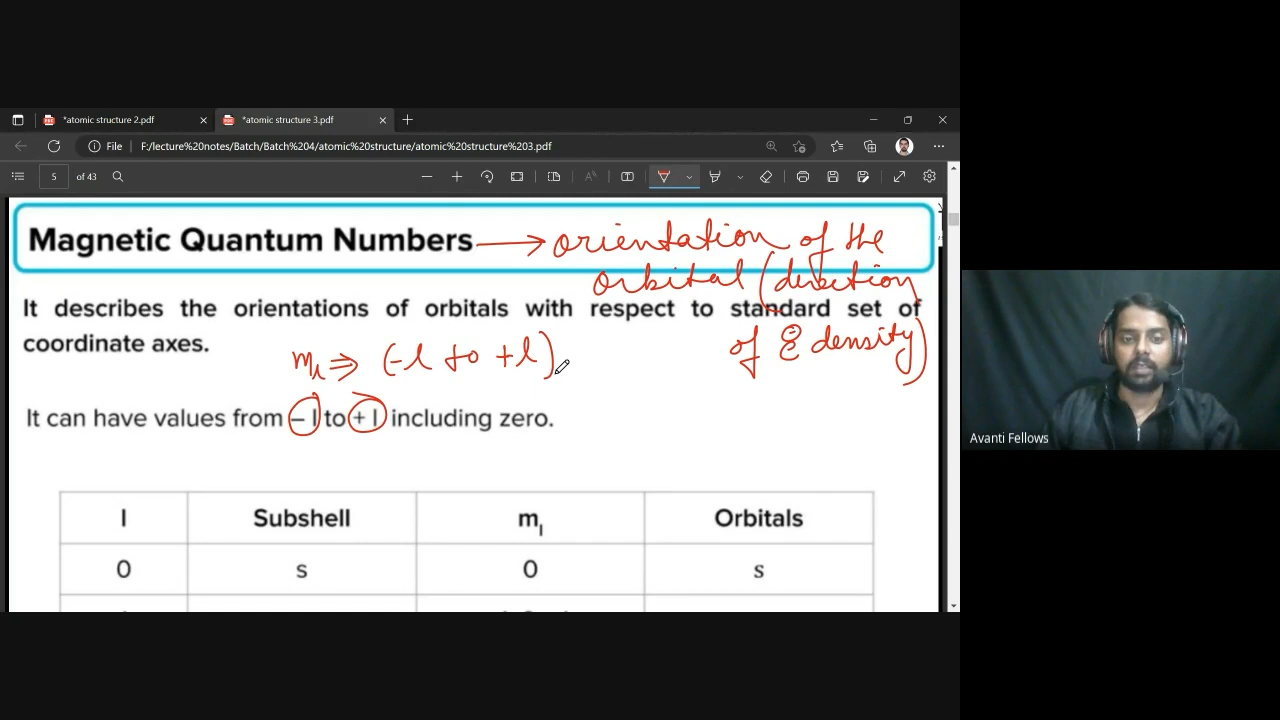 *atomic structure 2.pdf
*atomic structure 3.pdf
File F:/lecture%20notes/Batch/Batch%204/atomic%20structure/atomic%20structure%203.pdf
5 of 43
Magnetic Quantum Numbers → orientation of the
orbital (direction
It describes the orientations of orbitals with respect to standard set of
coordinate axes.
of e density)
mₗ ⇒ (-l to +l)
It can have values from – l to + l including zero.
l Subshell mₗ Orbitals
0 s 0 s
Avanti Fellows